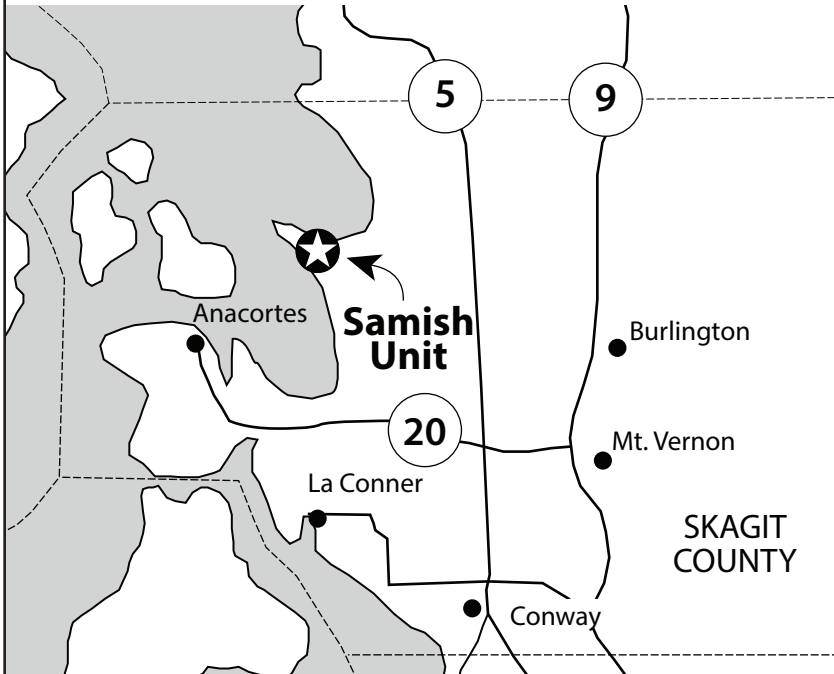 5
9
Anacortes
Samish
Unit
Burlington
20
Mt. Vernon
La Conner
SKAGIT
COUNTY
Conway